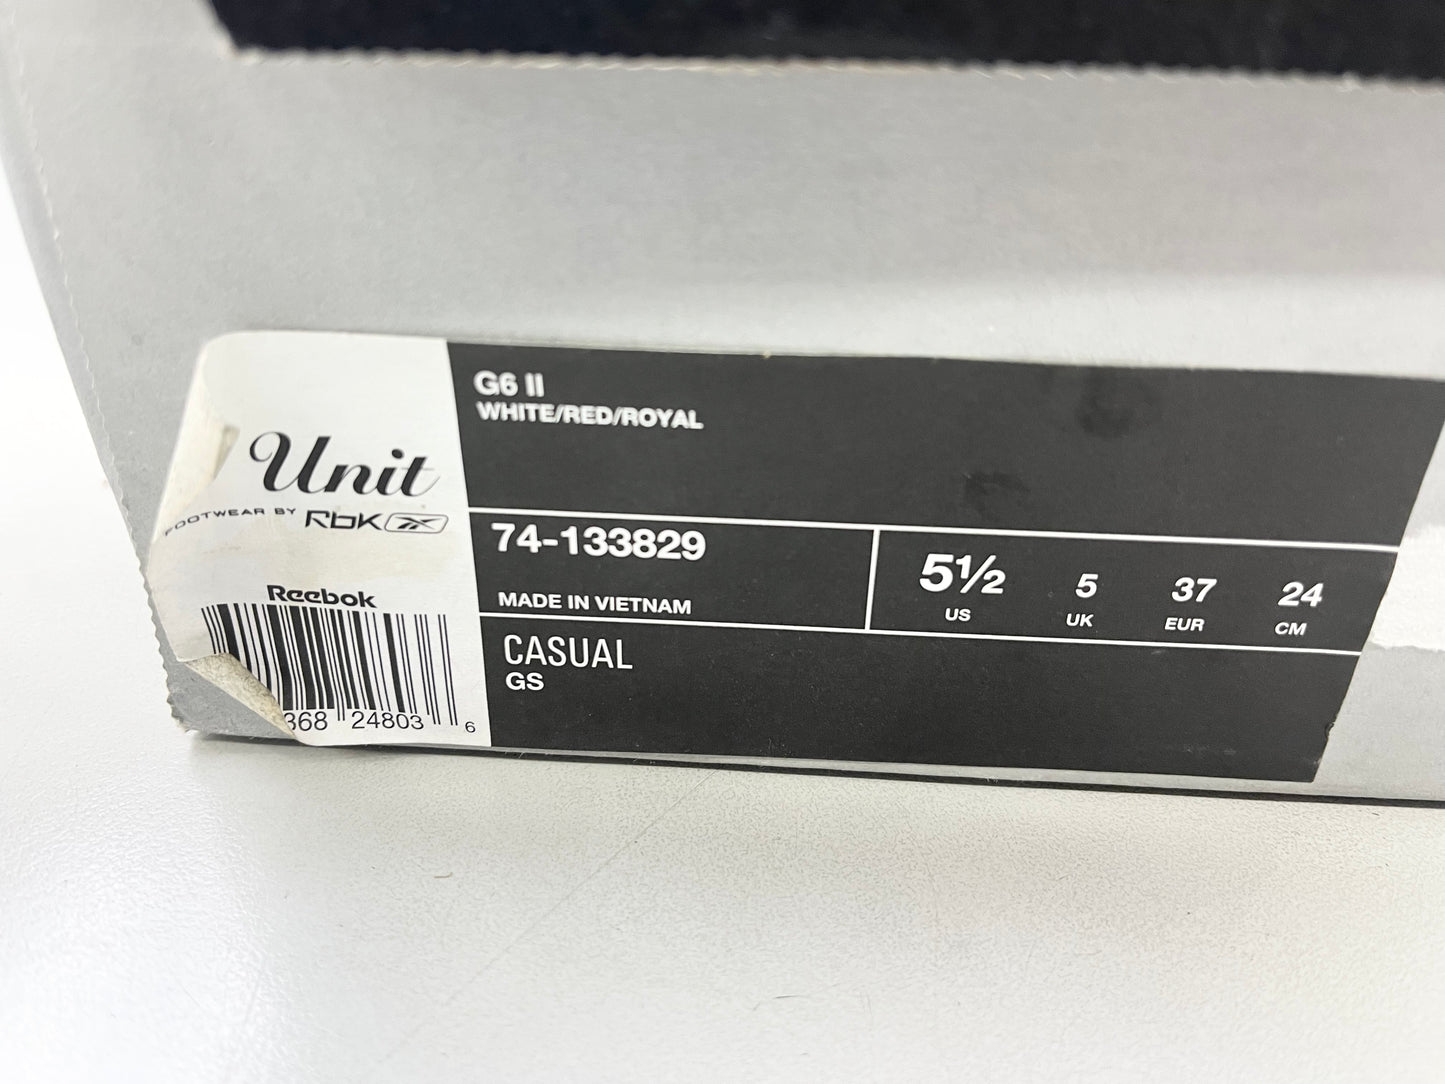 G6 II
WHITE/RED/ROYAL
Unit
FOOTWEAR BY Rbk
74-133829
MADE IN VIETNAM
5½ 5 37 24
US UK EUR CM
CASUAL
GS
Reebok
368 24803 6